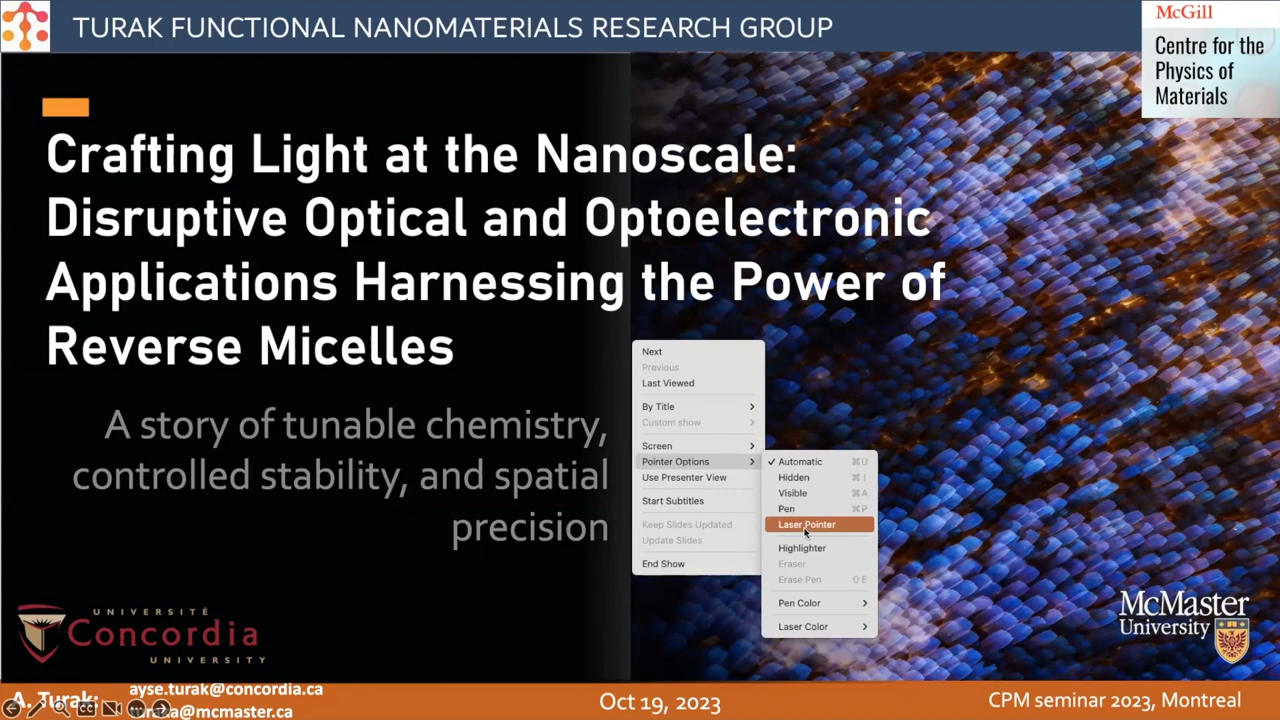 TURAK FUNCTIONAL NANOMATERIALS RESEARCH GROUP
McGill
Centre for the
Physics of
Materials
Crafting Light at the Nanoscale:
Disruptive Optical and Optoelectronic
Applications Harnessing the Power of
Reverse Micelles
A story of tunable chemistry,
controlled stability, and spatial
precision
Next
Previous
Last Viewed
By Title
Custom show
Screen
Pointer Options
Use Presenter View
Start Subtitles
Keep Slides Updated
Update Slides
End Show
✓ Automatic ⌘U
Hidden ⌘I
Visible ⌘A
Pen ⌘P
Laser Pointer
Highlighter
Eraser
Erase Pen ⇧E
Pen Color
Laser Color
UNIVERSITÉ
Concordia
UNIVERSITY
McMaster
University
A. Turak:
ayse.turak@concordia.ca
@mcmaster.ca
Oct 19, 2023
CPM seminar 2023, Montreal